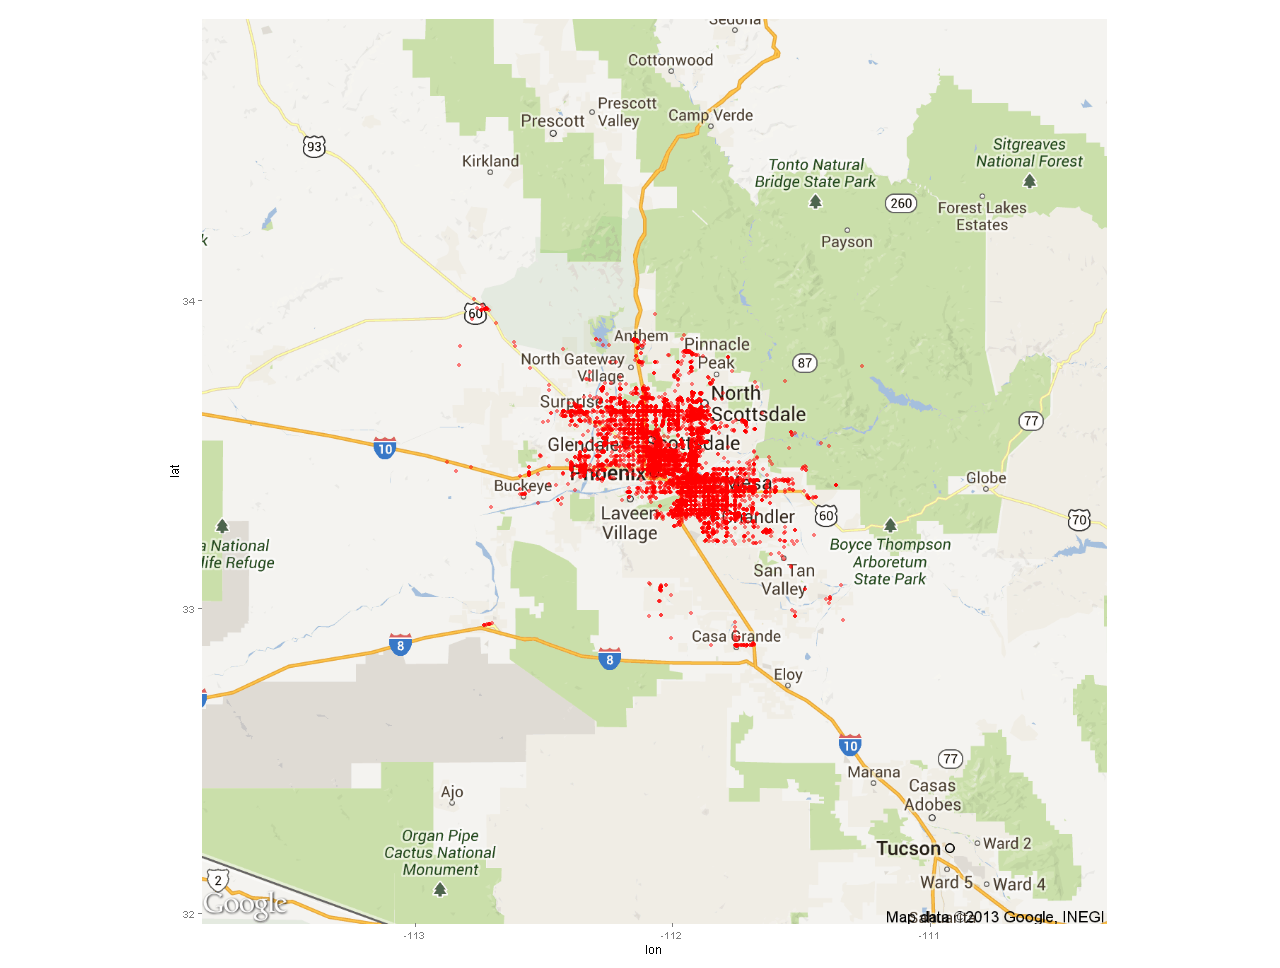 Sedona
Cottonwood
Prescott
Valley
Prescott
Camp Verde
93
Kirkland
Sitgreaves
National Forest
Tonto Natural
Bridge State Park
260
Forest Lakes
Estates
Payson
k
34
60
Anthem
Pinnacle
Peak
North Gateway
Village
87
North
Scottsdale
Surprise
77
Glendale
Scottsdale
10
lat
Phoenix
Mesa
Buckeye
Globe
Laveen
Village
Chandler
60
70
a National
life Refuge
Boyce Thompson
Arboretum
State Park
San Tan
Valley
33
Casa Grande
8
8
Eloy
10
77
Marana
Casas
Adobes
Ajo
Organ Pipe
Cactus National
Monument
Tucson
Ward 2
Ward 5
Ward 4
2
Google
32
Map data ©2013 Google, INEGI
-113
-112
-111
lon